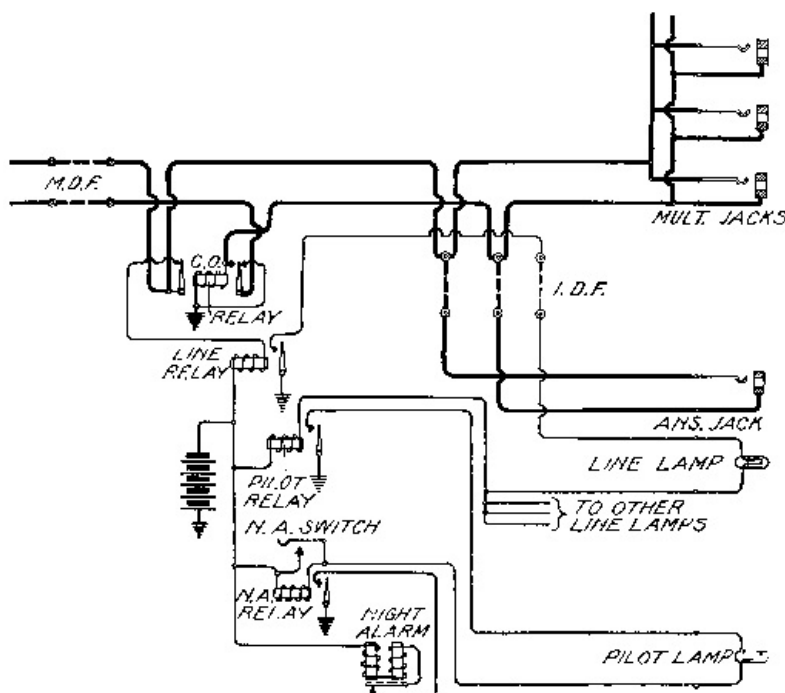 M.D.F.
MULT. JACKS
C.O.
RELAY
I.D.F.
LINE
RELAY
ANS. JACK
LINE LAMP
PILOT
RELAY
TO OTHER
LINE LAMPS
N.A. SWITCH
N.A.
RELAY
NIGHT
ALARM
PILOT LAMP